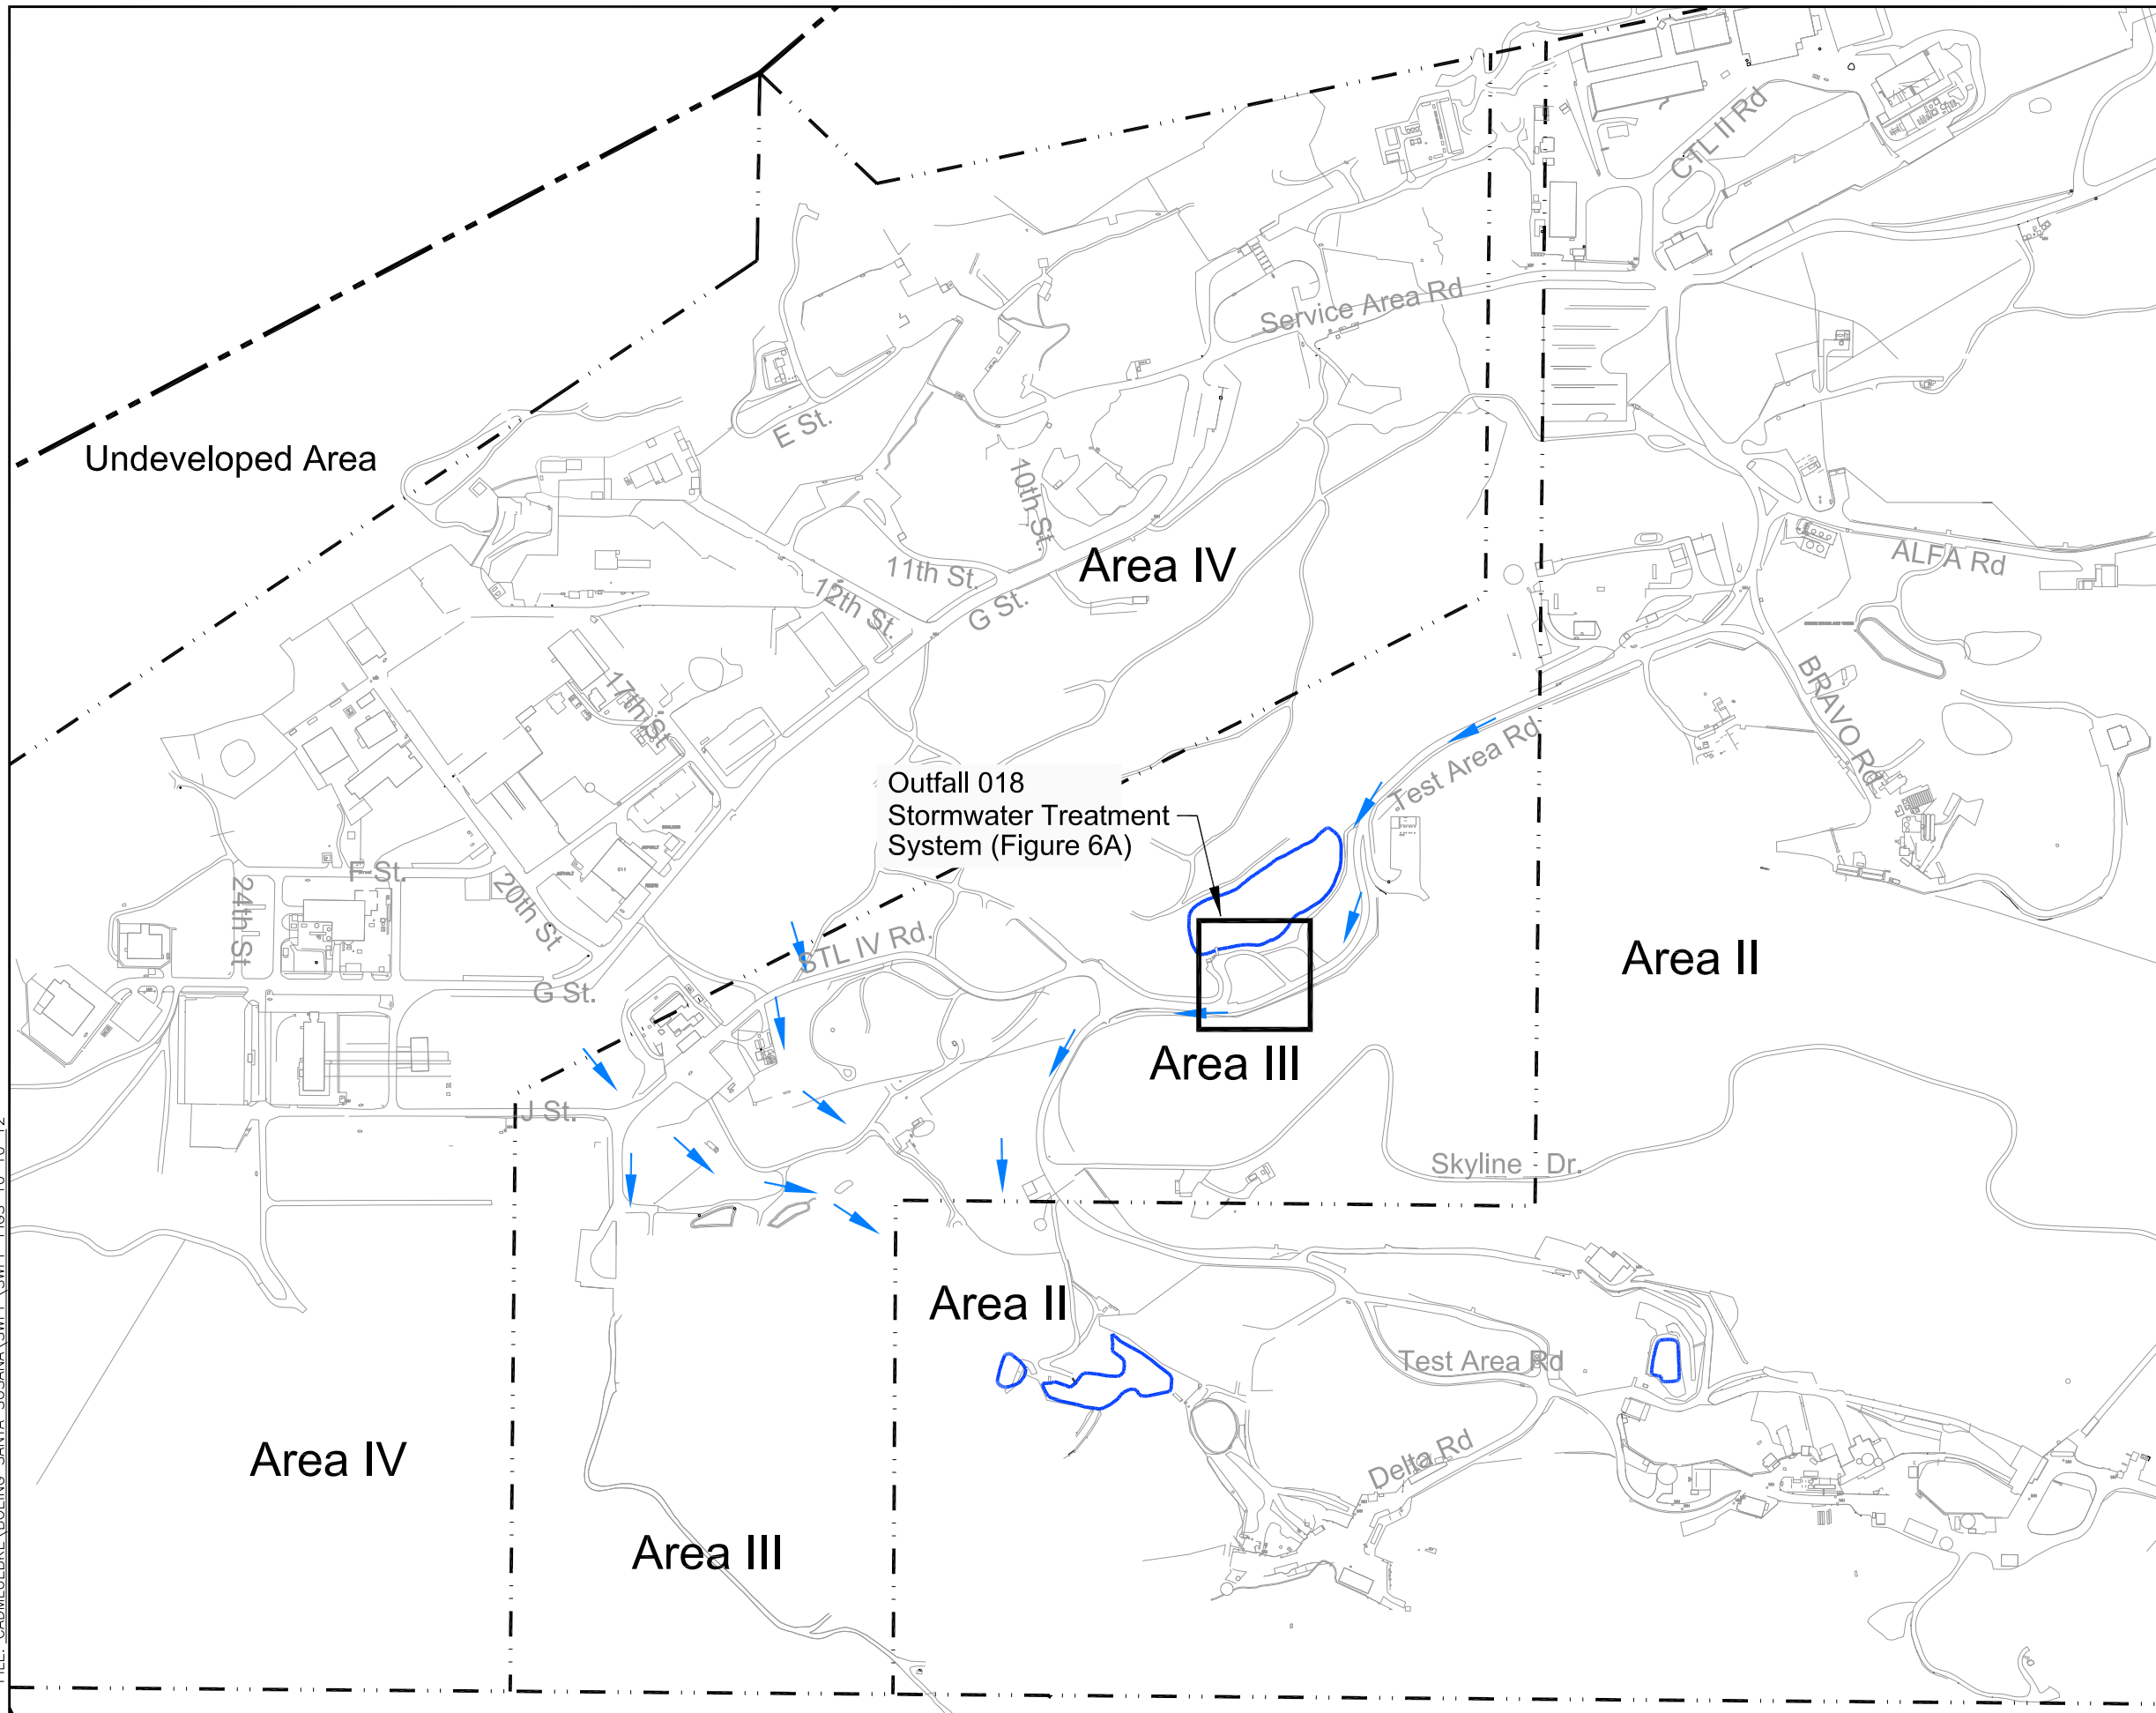 CTL II Rd
Service Area Rd
E St.
Undeveloped Area
10th St.
Area IV
ALFA Rd
11th St.
12th St.
G St.
17th St.
BRAVO Rd
Test Area Rd
Outfall 018
Stormwater Treatment
System (Figure 6A)
F St.
20th St
24th St
STL IV Rd.
Area II
G St.
Area III
J St.
Skyline Dr.
Area II
Test Area Rd
Area IV
Delta Rd
Area III